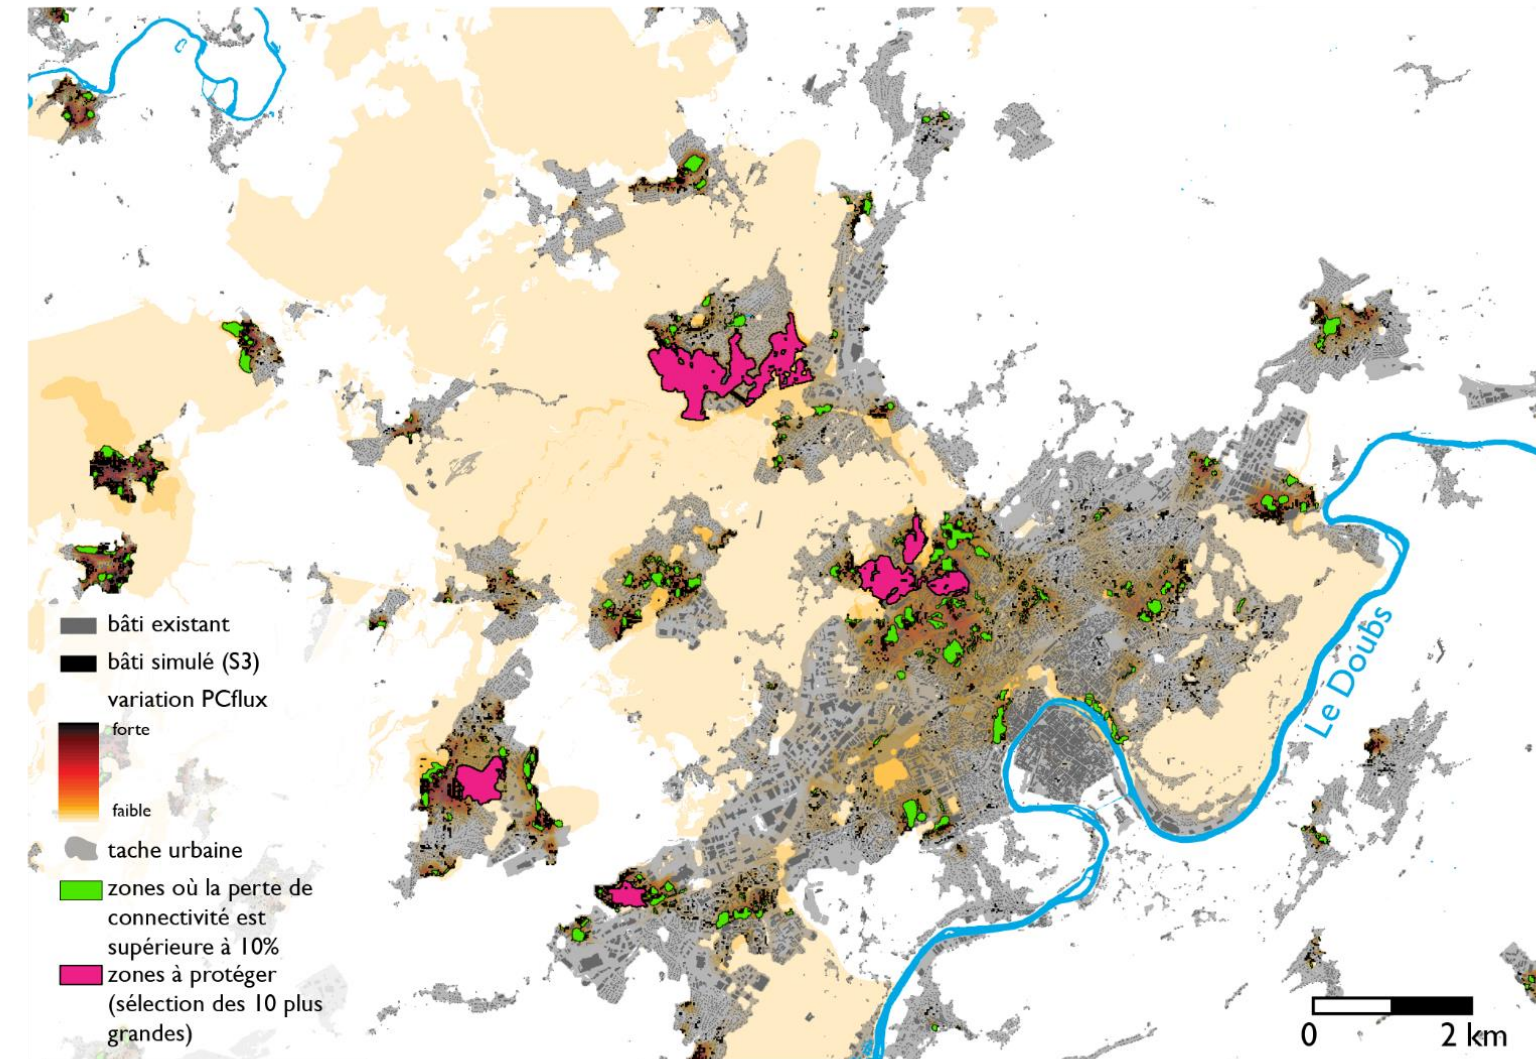 bâti existant
bâti simulé (S3)
variation PCflux
forte
faible
tache urbaine
zones où la perte de
connectivité est
supérieure à 10%
zones à protéger
(sélection des 10 plus
grandes)
Le Doubs
0 2 km